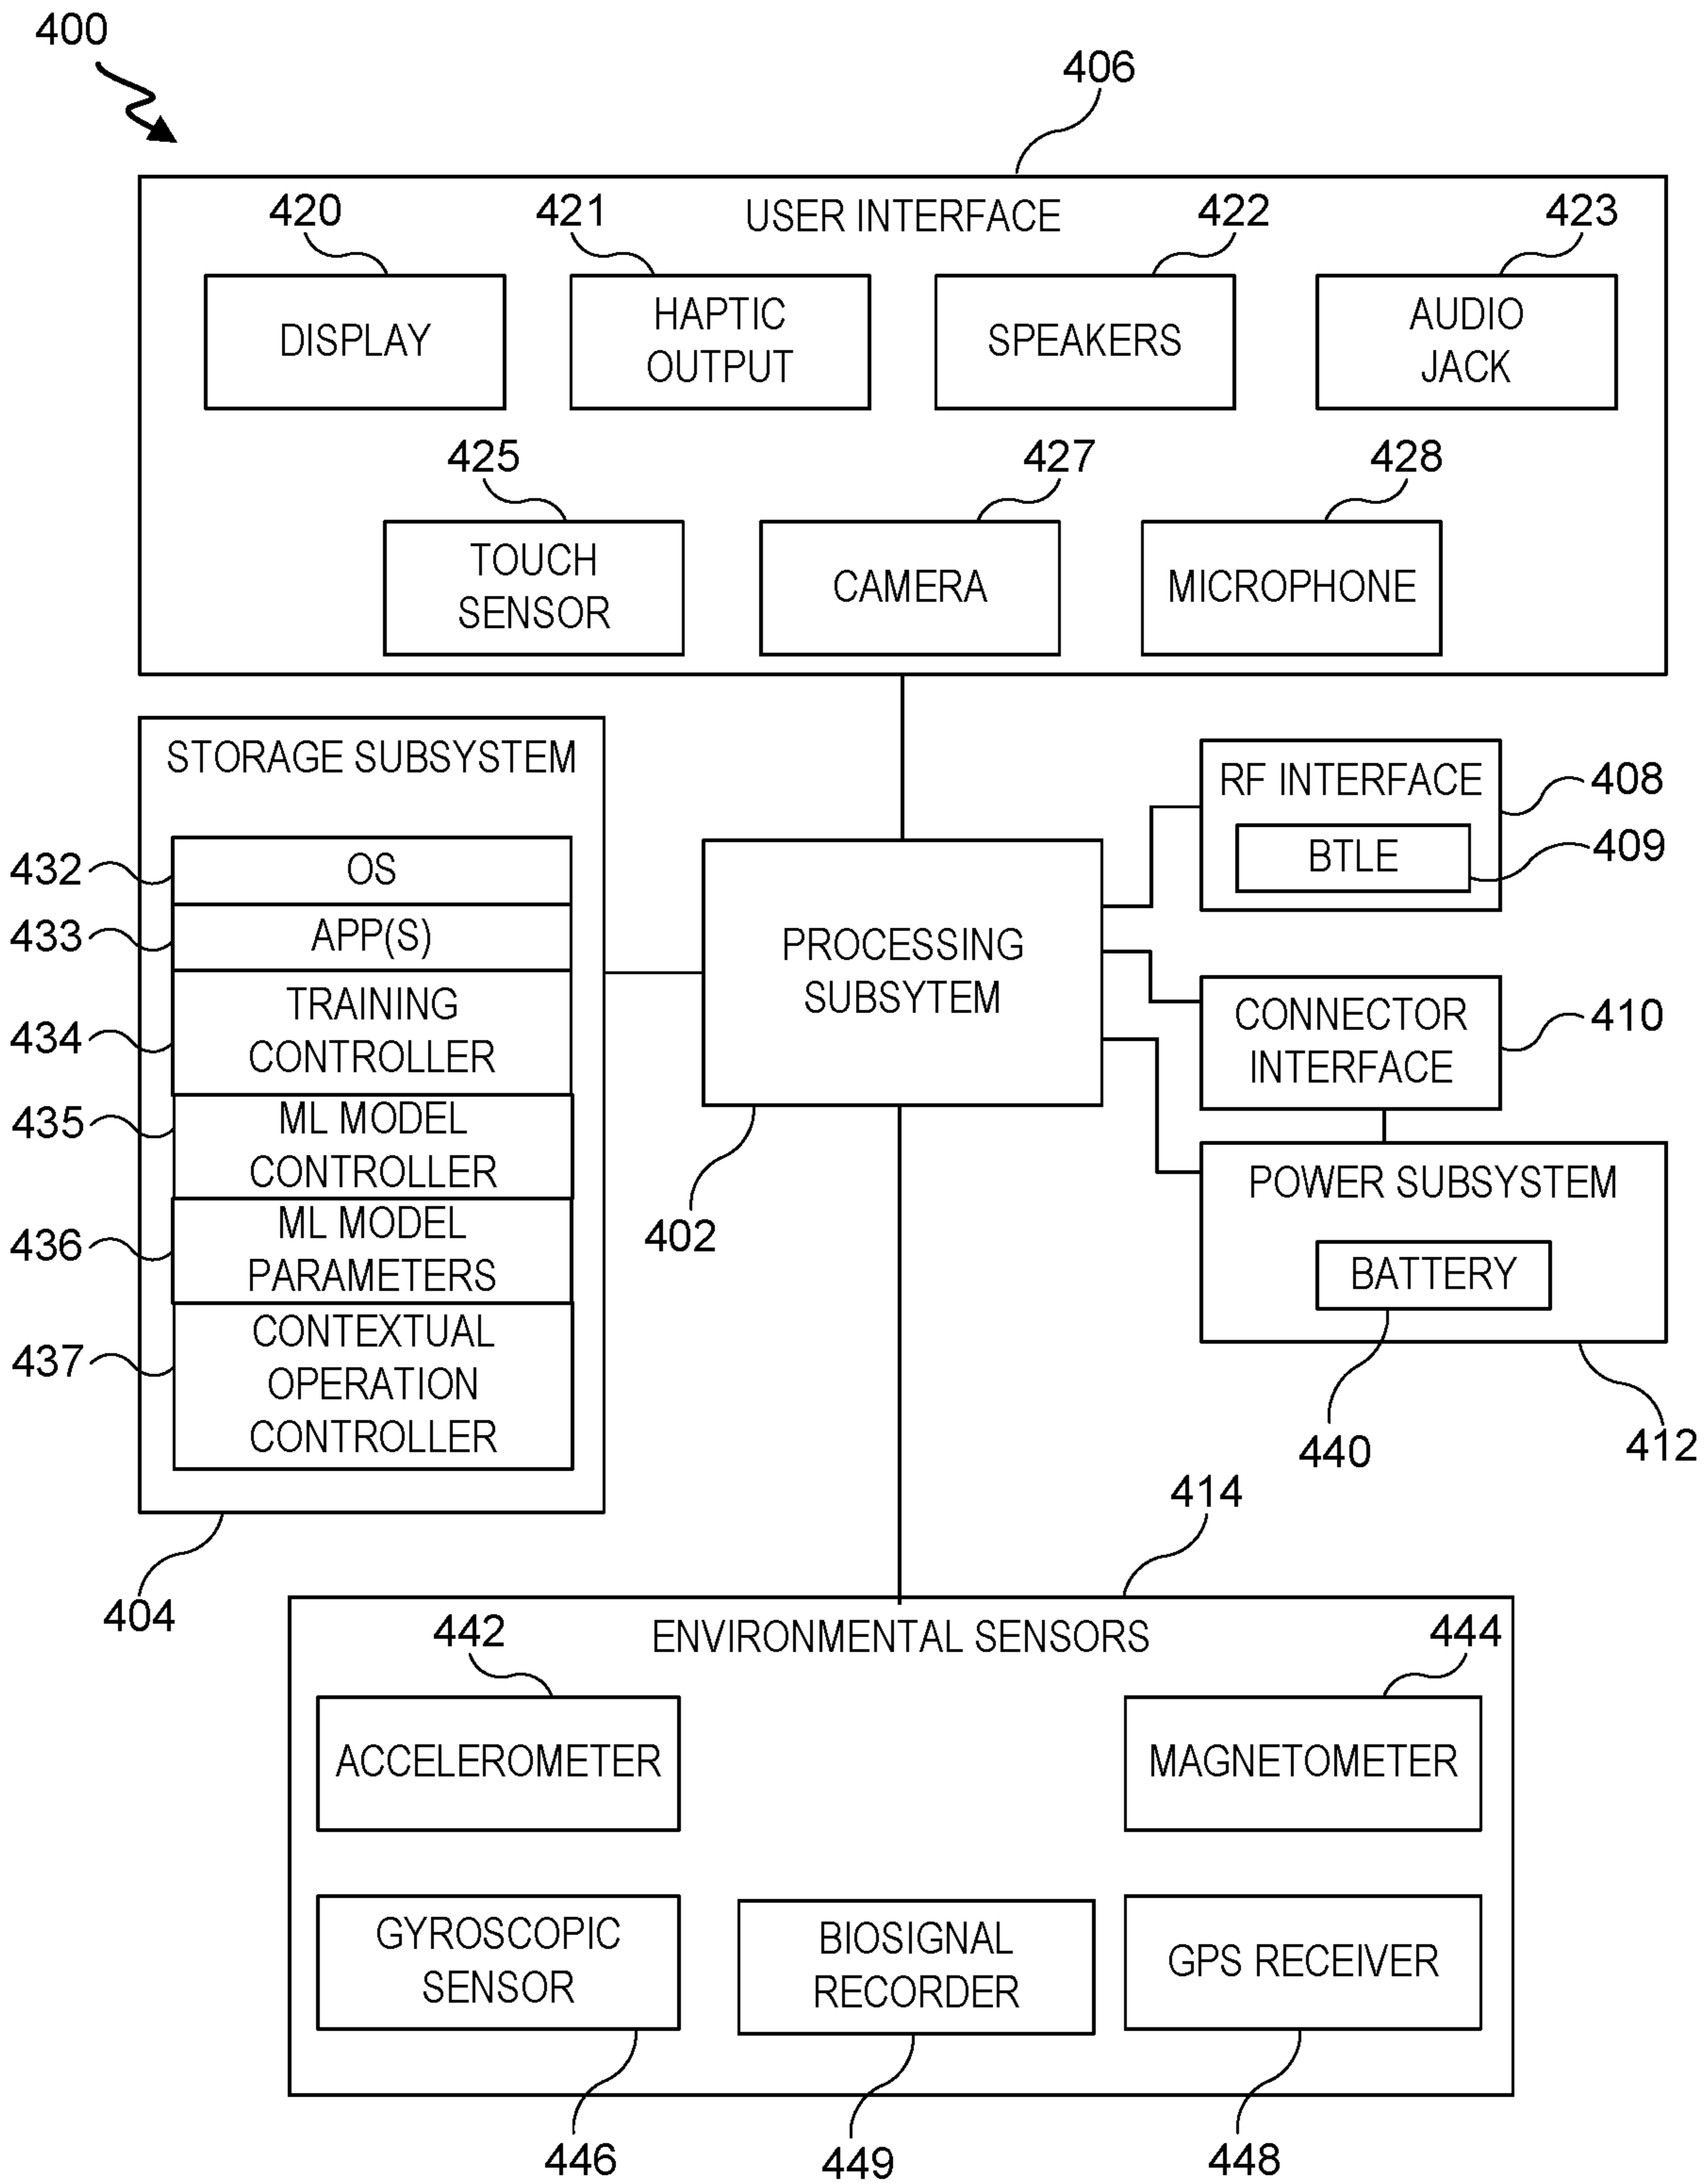 400
406
USER INTERFACE
420
421
422
423
DISPLAY
HAPTIC
OUTPUT
SPEAKERS
AUDIO
JACK
425
427
428
TOUCH
SENSOR
CAMERA
MICROPHONE
STORAGE SUBSYSTEM
432
OS
433
APP(S)
434
TRAINING
CONTROLLER
435
ML MODEL
CONTROLLER
436
ML MODEL
PARAMETERS
437
CONTEXTUAL
OPERATION
CONTROLLER
404
PROCESSING
SUBSYTEM
402
RF INTERFACE
408
BTLE
409
CONNECTOR
INTERFACE
410
POWER SUBSYSTEM
BATTERY
440
412
414
ENVIRONMENTAL SENSORS
442
444
ACCELEROMETER
MAGNETOMETER
GYROSCOPIC
SENSOR
BIOSIGNAL
RECORDER
GPS RECEIVER
446
449
448